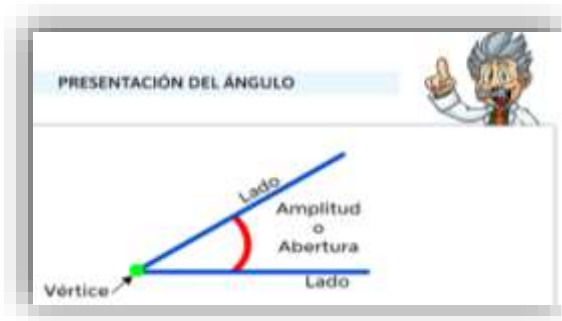 PRESENTACIÓN DEL ÁNGULO
Lado
Amplitud
o
Abertura
Lado
Vértice